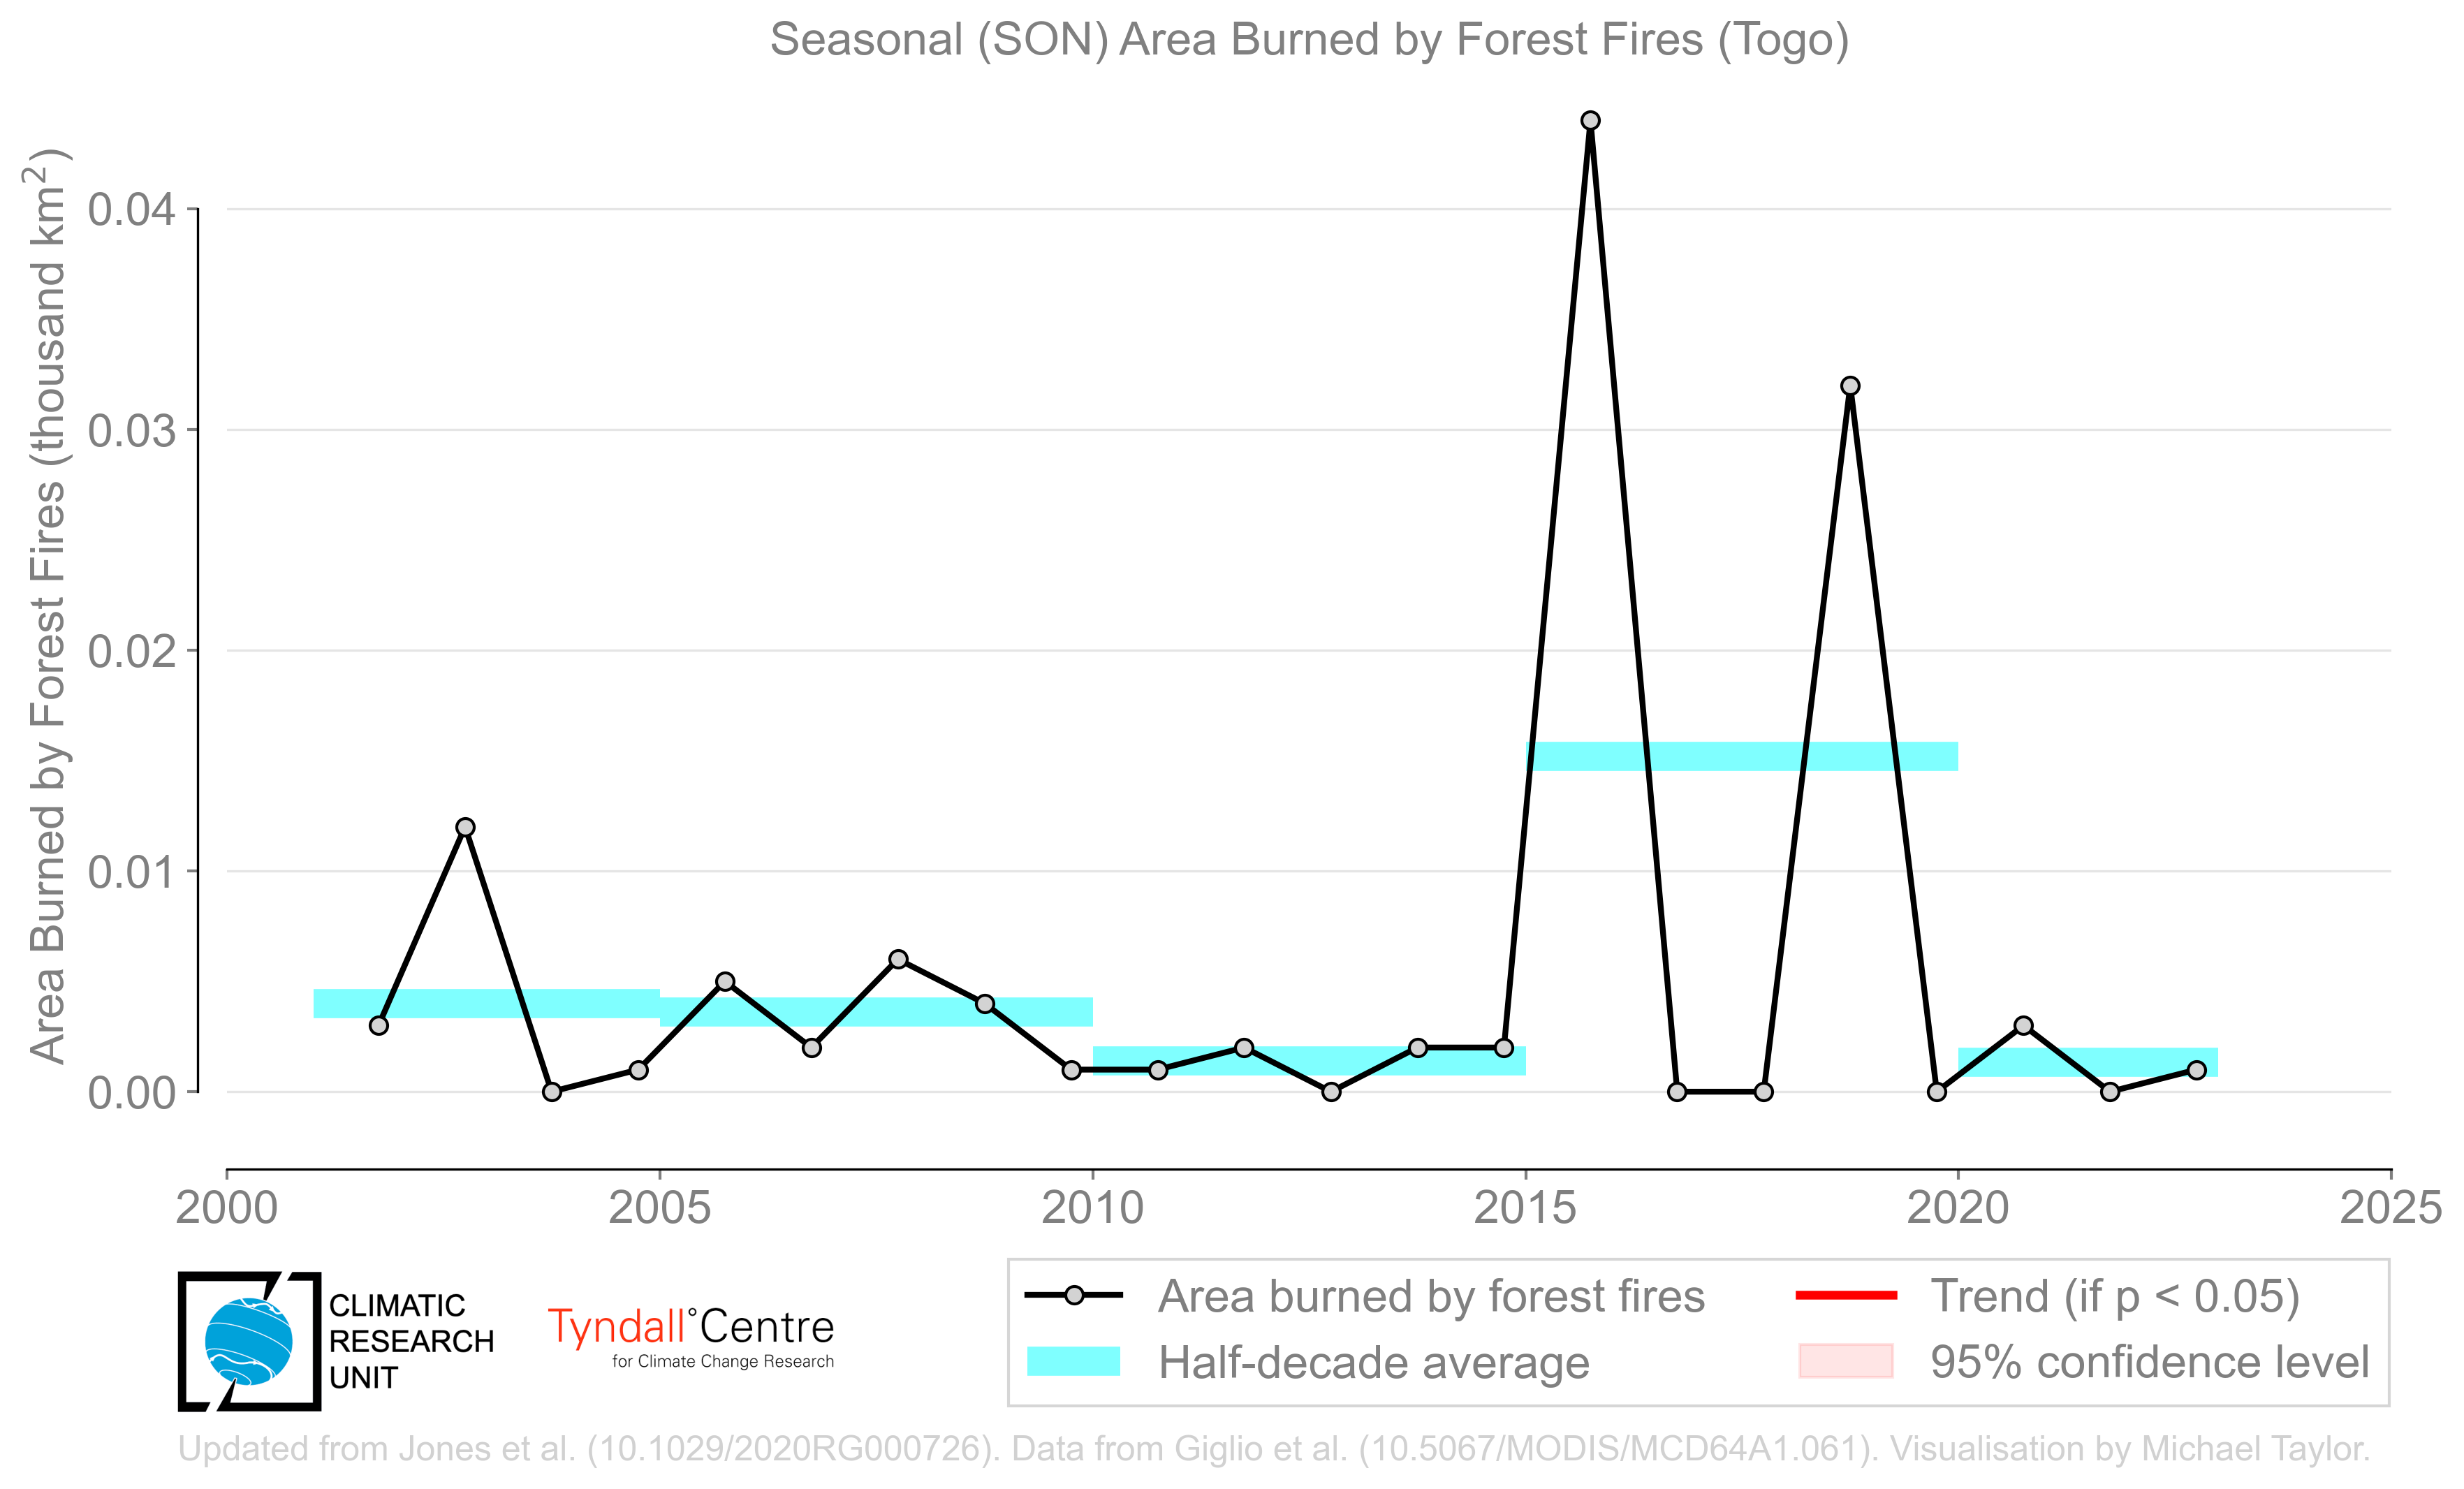 Seasonal (SON) Area Burned by Forest Fires (Togo)
Area Burned by Forest Fires (thousand km²)
0.04
0.03
0.02
0.01
0.00
2000 2005 2010 2015 2020 2025
CLIMATIC
RESEARCH
UNIT
Tyndall°Centre
for Climate Change Research
Area burned by forest fires
Half-decade average
Trend (if p < 0.05)
95% confidence level
Updated from Jones et al. (10.1029/2020RG000726). Data from Giglio et al. (10.5067/MODIS/MCD64A1.061). Visualisation by Michael Taylor.